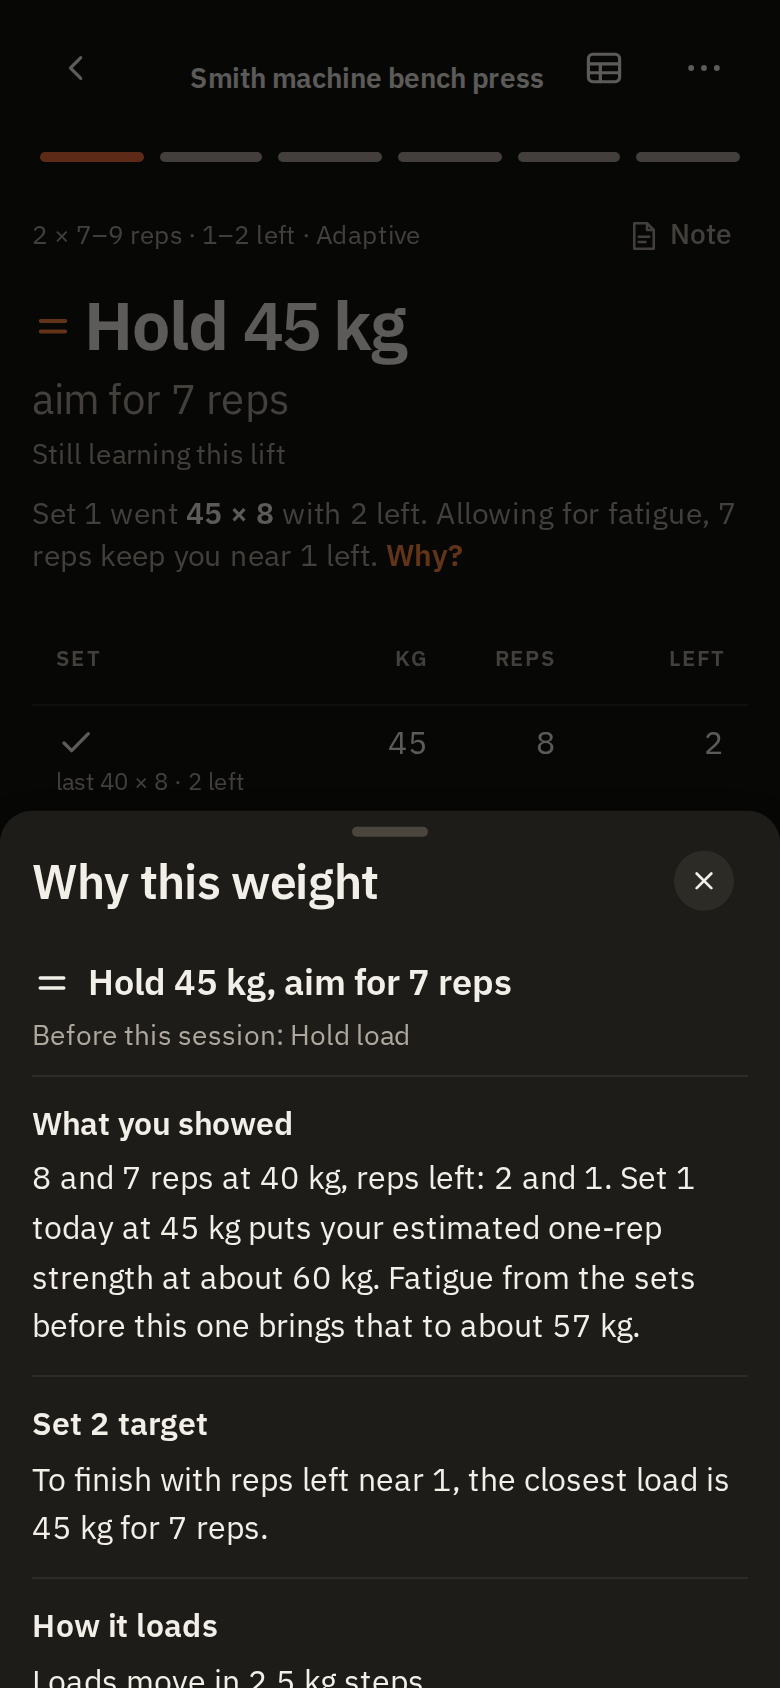 Smith machine bench press
2 × 7–9 reps · 1–2 left · Adaptive
Note
= Hold 45 kg
aim for 7 reps
Still learning this lift
Set 1 went 45 × 8 with 2 left. Allowing for fatigue, 7
reps keep you near 1 left. Why?
SET KG REPS LEFT
45 8 2
last 40 × 8 · 2 left
Why this weight
= Hold 45 kg, aim for 7 reps
Before this session: Hold load
What you showed
8 and 7 reps at 40 kg, reps left: 2 and 1. Set 1
today at 45 kg puts your estimated one-rep
strength at about 60 kg. Fatigue from the sets
before this one brings that to about 57 kg.
Set 2 target
To finish with reps left near 1, the closest load is
45 kg for 7 reps.
How it loads
Loads move in 2.5 kg steps